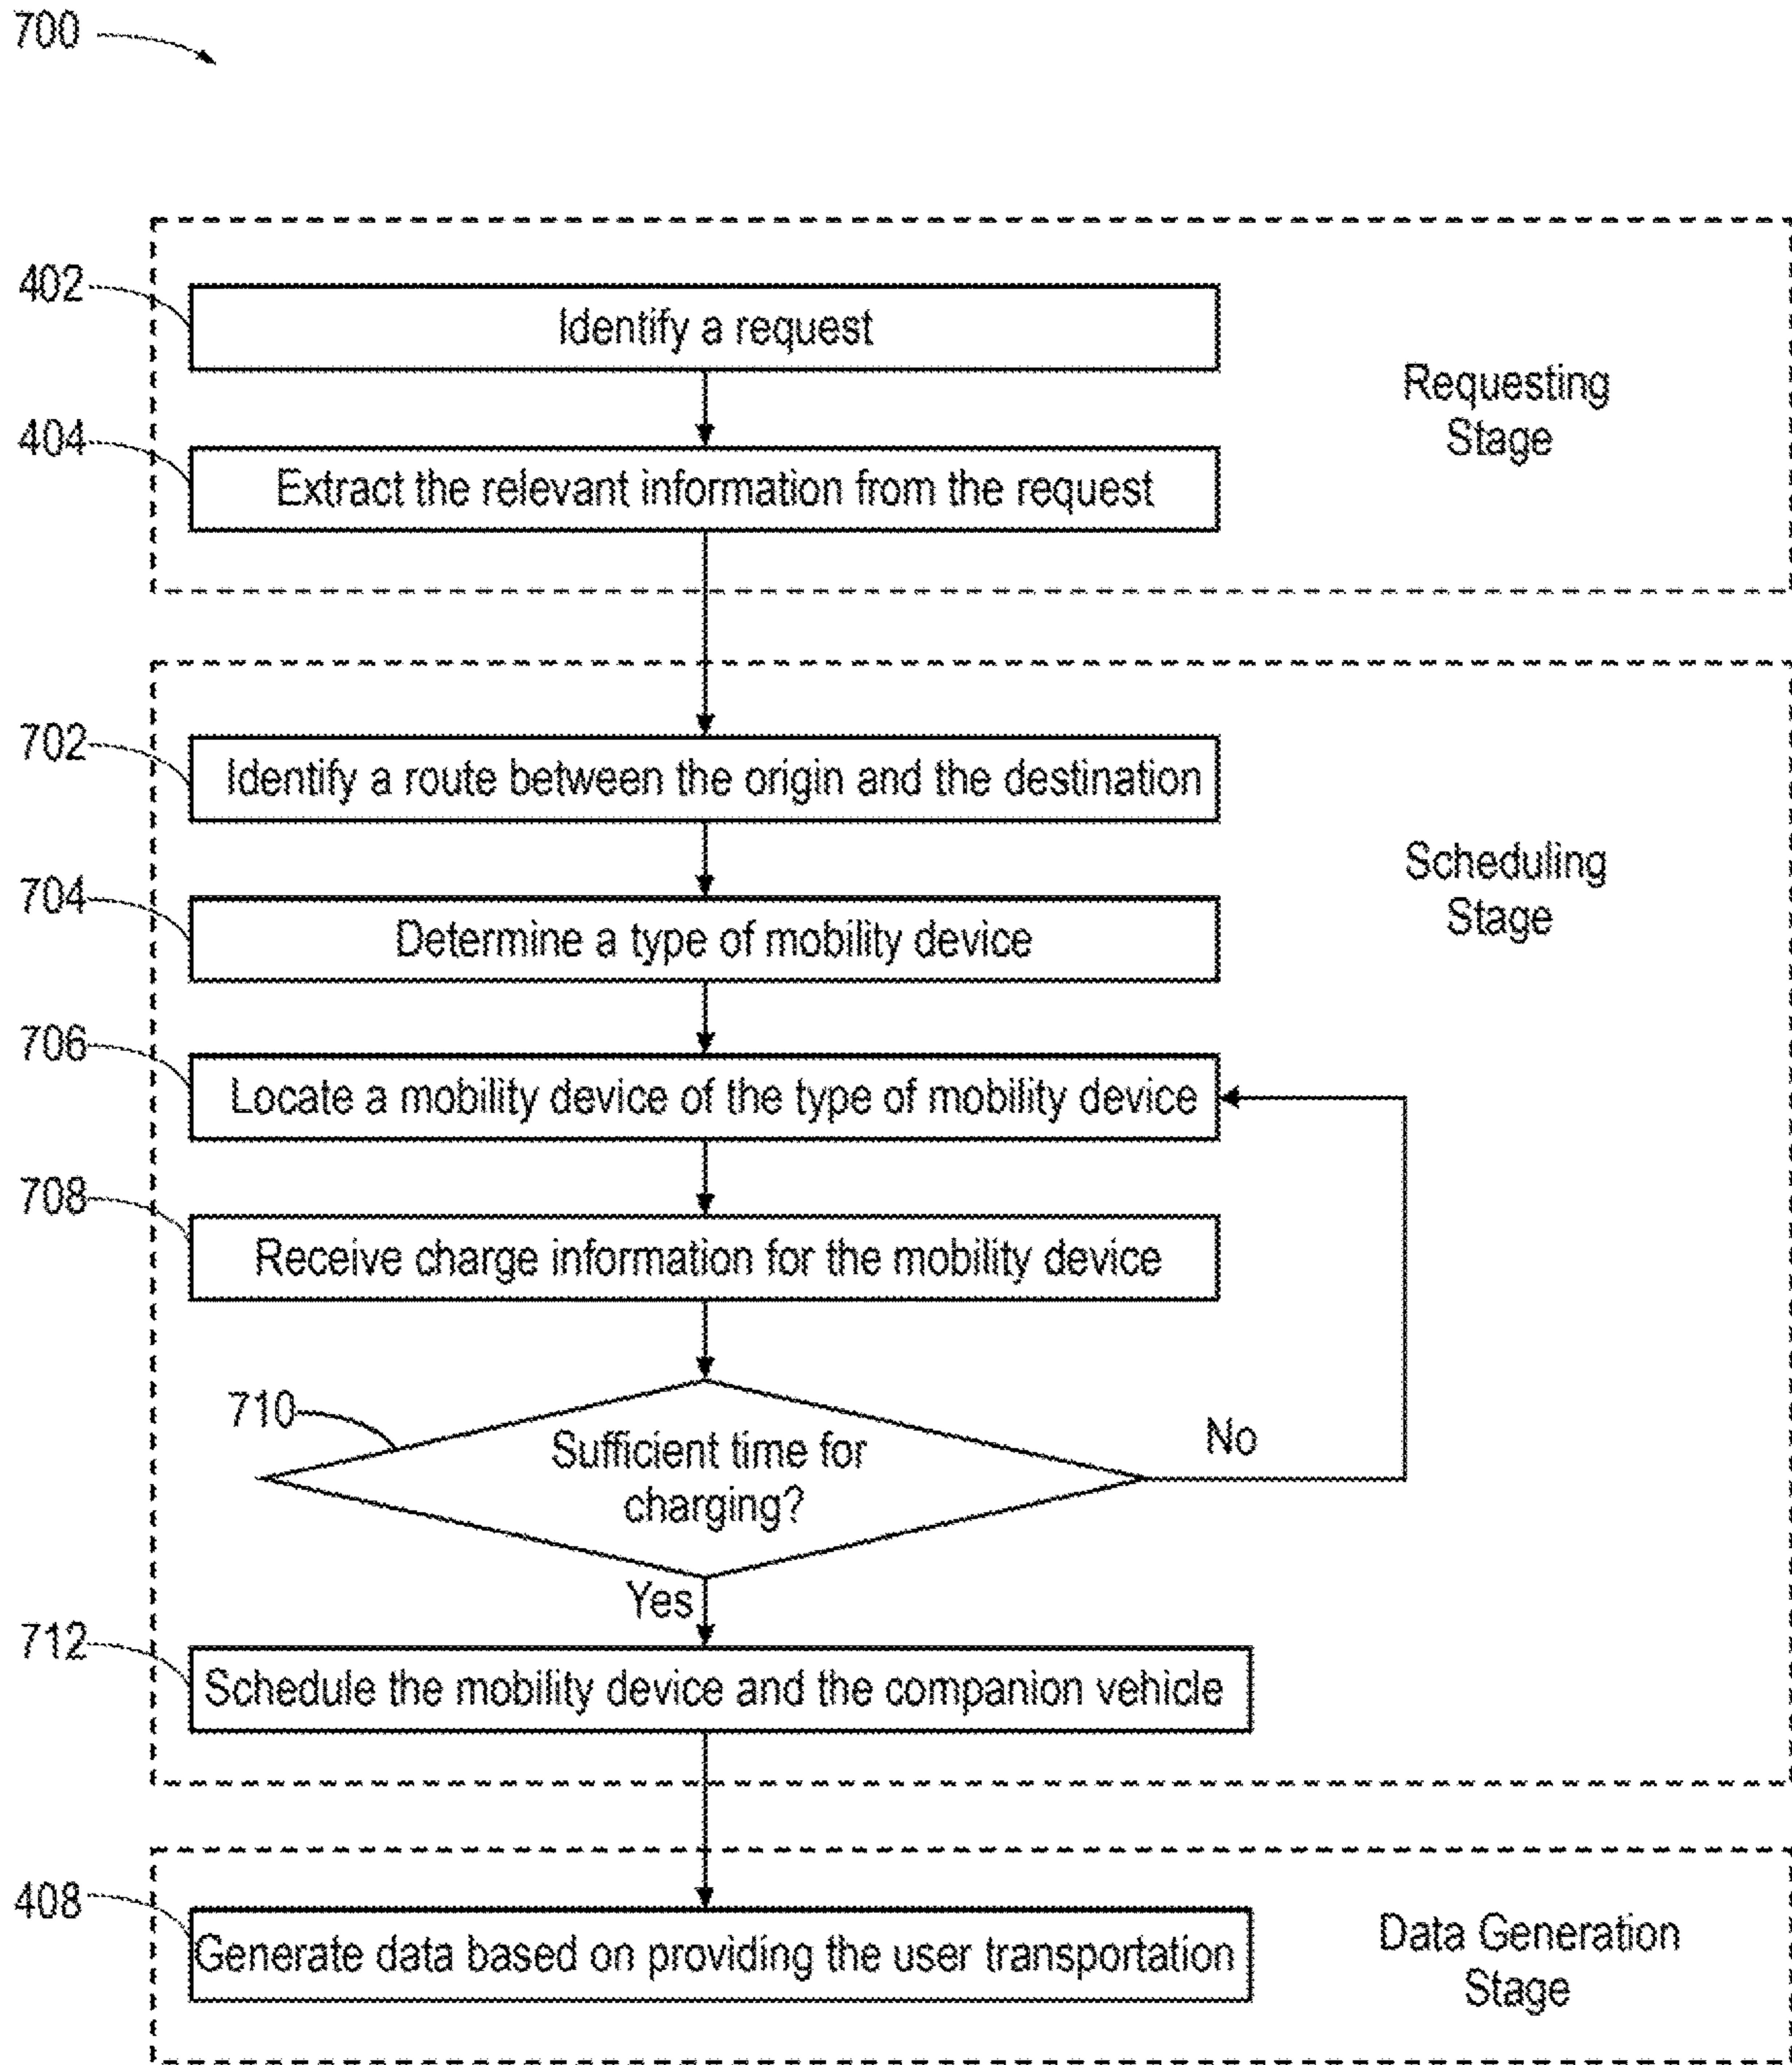 700
402
Identify a request
Requesting
Stage
404
Extract the relevant information from the request
702
Identify a route between the origin and the destination
Scheduling
Stage
704
Determine a type of mobility device
706
Locate a mobility device of the type of mobility device
708
Receive charge information for the mobility device
710
Sufficient time for
charging?
No
Yes
712
Schedule the mobility device and the companion vehicle
408
Generate data based on providing the user transportation
Data Generation
Stage